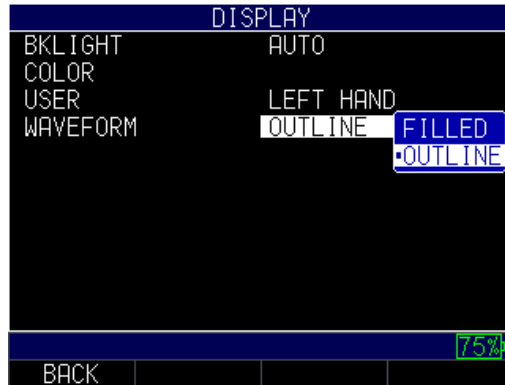 DISPLAY
BKLIGHT AUTO
COLOR
USER LEFT HAND
WAVEFORM OUTLINE FILLED
▪OUTLINE
75%
BACK